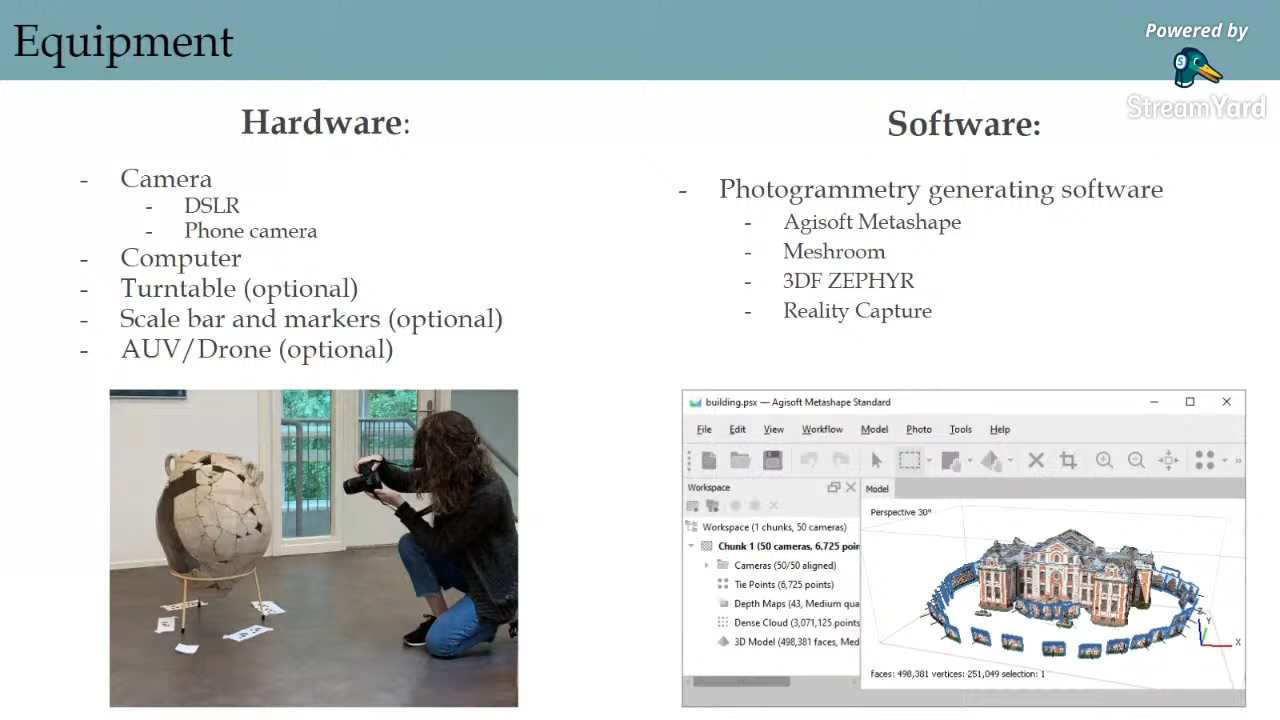 Equipment
Powered by
StreamYard
Hardware:
- Camera
- DSLR
- Phone camera
- Computer
- Turntable (optional)
- Scale bar and markers (optional)
- AUV/Drone (optional)
Software:
- Photogrammetry generating software
- Agisoft Metashape
- Meshroom
- 3DF ZEPHYR
- Reality Capture
building.psx — Agisoft Metashape Standard
File Edit View Workflow Model Photo Tools Help
Workspace
Model
Perspective 30°
Workspace (1 chunks, 50 cameras)
Chunk 1 (50 cameras, 6,725 poin
Cameras (50/50 aligned)
Tie Points (6,725 points)
Depth Maps (43, Medium qua
Dense Cloud (3,071,125 points
3D Model (498,381 faces, Med
Z
Y
X
faces: 498,381 vertices: 251,049 selection: 1